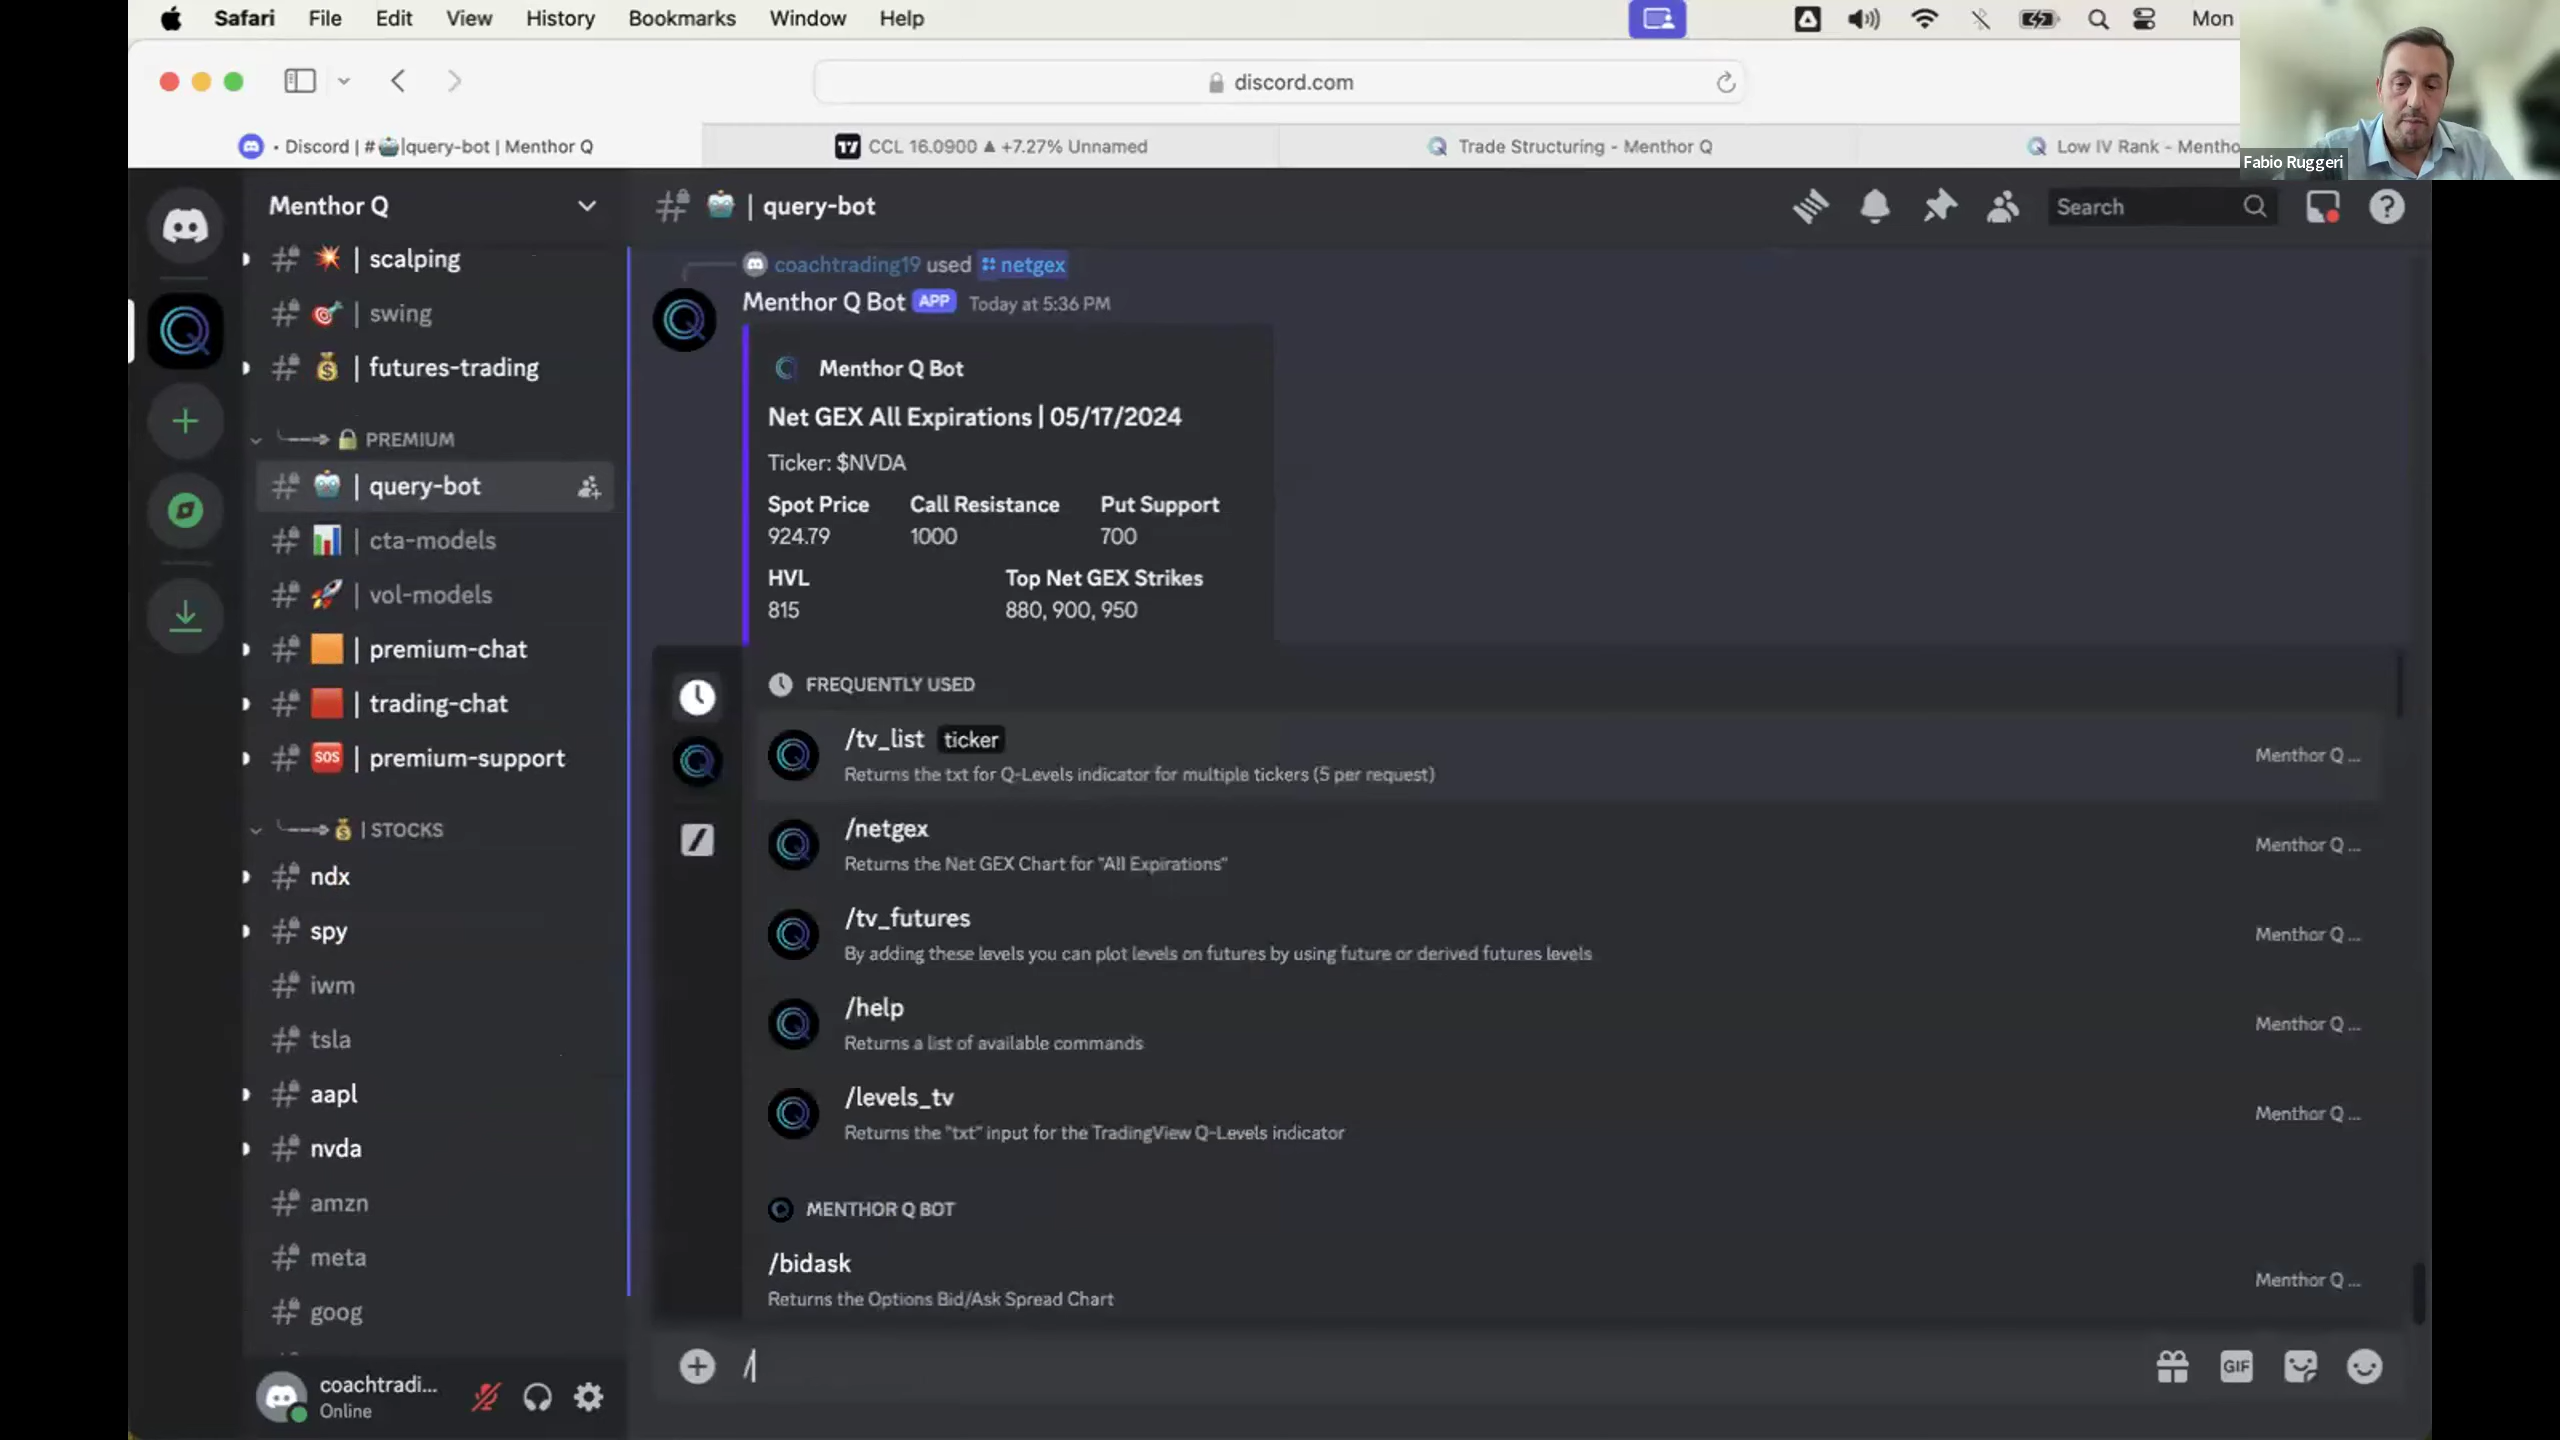 Safari File Edit View History Bookmarks Window Help Mon
discord.com
• Discord | #🤖|query-bot | Menthor Q
CCL 16.0900 ▲ +7.27% Unnamed
Trade Structuring - Menthor Q
Low IV Rank - Mentho
Fabio Ruggeri
Menthor Q
| scalping
| swing
| futures-trading
PREMIUM
| query-bot
| cta-models
| vol-models
| premium-chat
| trading-chat
SOS | premium-support
| STOCKS
ndx
spy
iwm
tsla
aapl
nvda
amzn
meta
goog
coachtradi...
Online
| query-bot
Search
coachtrading19 used netgex
Menthor Q Bot APP Today at 5:36 PM
Menthor Q Bot
Net GEX All Expirations | 05/17/2024
Ticker: $NVDA
Spot Price Call Resistance Put Support
924.79 1000 700
HVL Top Net GEX Strikes
815 880, 900, 950
FREQUENTLY USED
/tv_list ticker
Returns the txt for Q-Levels indicator for multiple tickers (5 per request)
Menthor Q ...
/netgex
Returns the Net GEX Chart for "All Expirations"
Menthor Q ...
/tv_futures
By adding these levels you can plot levels on futures by using future or derived futures levels
Menthor Q ...
/help
Returns a list of available commands
Menthor Q ...
/levels_tv
Returns the "txt" input for the TradingView Q-Levels indicator
Menthor Q ...
MENTHOR Q BOT
/bidask
Returns the Options Bid/Ask Spread Chart
Menthor Q ...
/
GIF